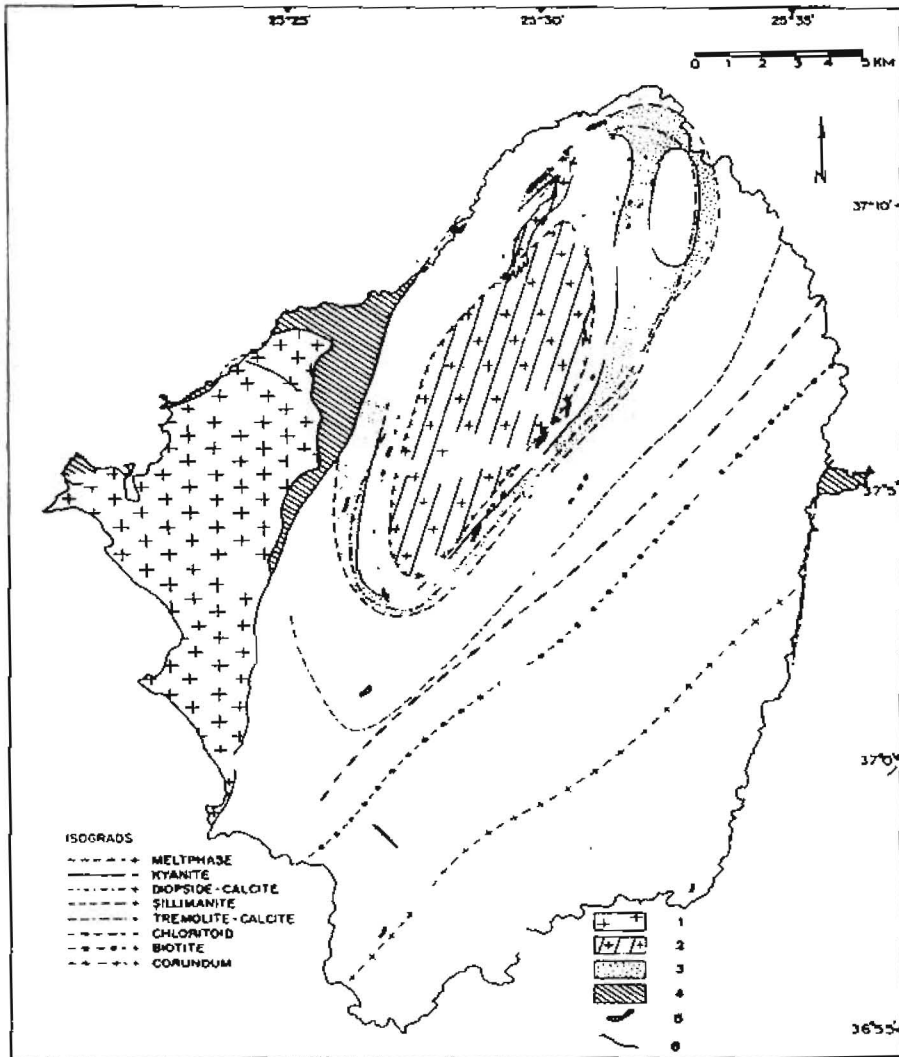 25°25' 25°30' 25°35'
0 1 2 3 4 5 KM
N
37°10'
37°5'
37°0'
36°55'
ISOGRADS
MELTPHASE
KYANITE
DIOPSIDE-CALCITE
SILLIMANITE
TREMOLITE-CALCITE
CHLORITOID
BIOTITE
CORUNDUM
1
2
3
4
5
6